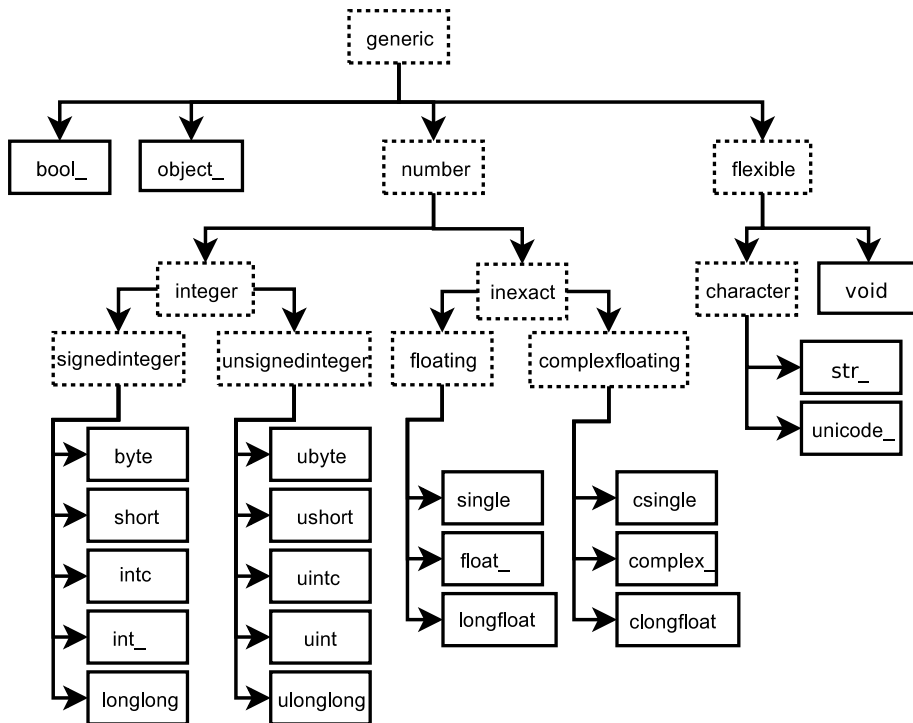 generic
bool_
object_
number
flexible
integer
inexact
character
void
signedinteger
unsignedinteger
floating
complexfloating
str_
unicode_
byte
ubyte
short
ushort
single
csingle
intc
uintc
float_
complex_
int_
uint
longfloat
clongfloat
longlong
ulonglong